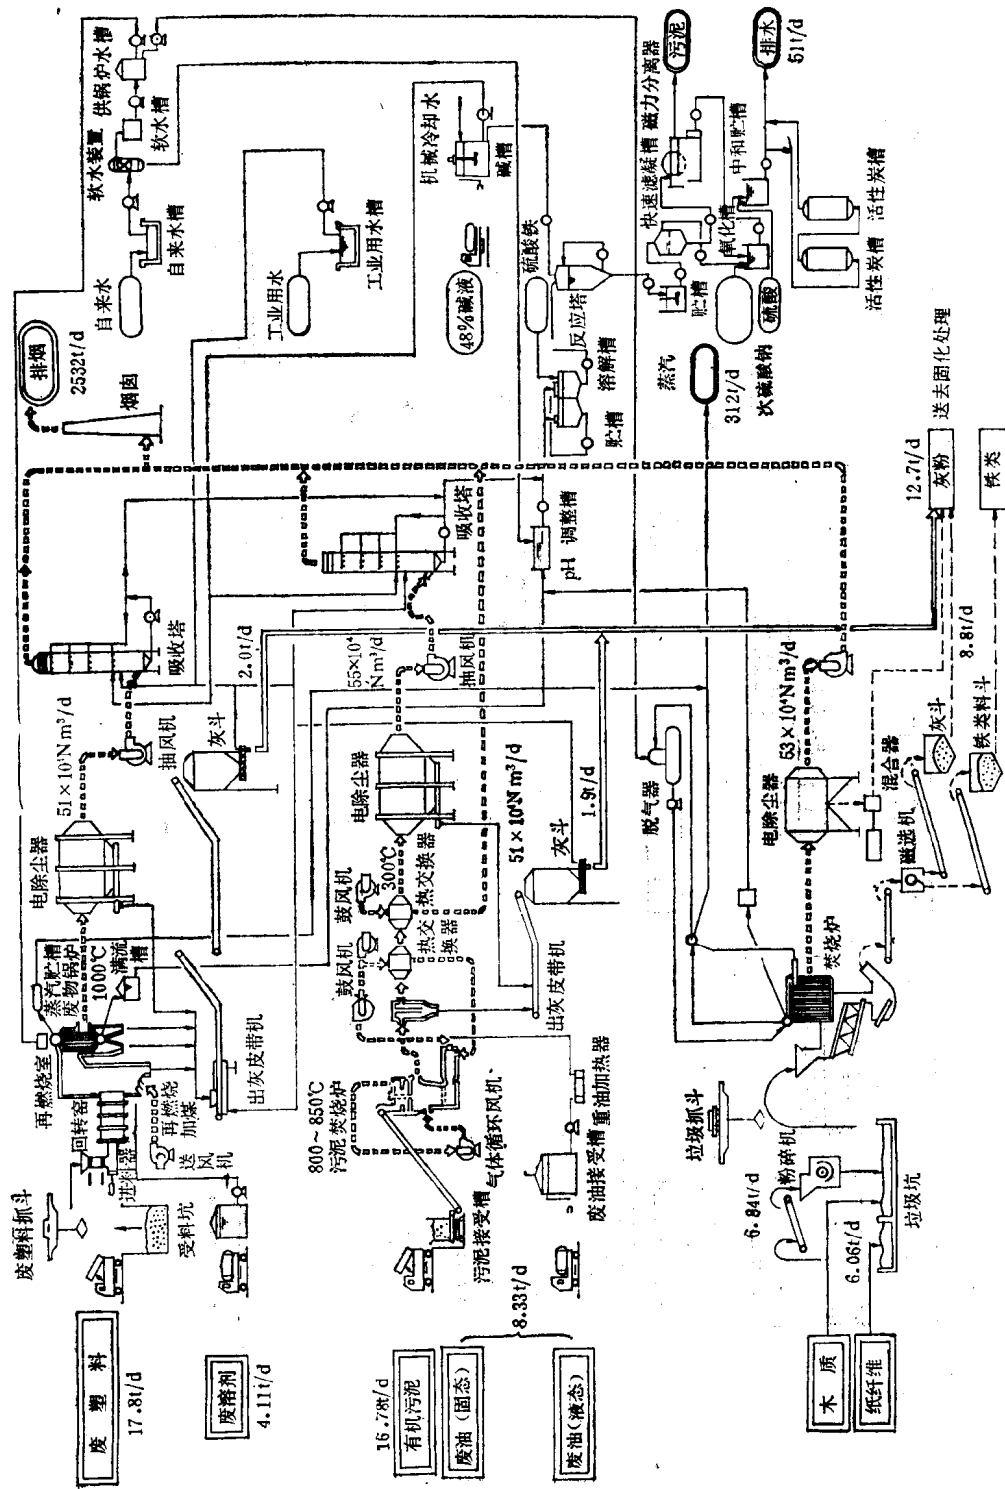 废塑料
17.8t/d
废溶剂
4.11t/d
16.78t/d
有机污泥
废油(固态)
废油(液态)
8.33t/d
木质
纸纤维
6.84t/d
6.06t/d
废塑料抓斗
进料器
受料坑
回转窑
再燃烧室
再燃烧加煤
送风机
蒸汽贮槽
废物锅炉
1000℃
满流槽
出灰皮带机
电除尘器
51×10⁴Nm³/d
抽风机
灰斗
2.0t/d
吸收塔
排烟
2532t/d
烟囱
自来水
自来水槽
软水装置
软水槽
供锅炉水槽
工业用水
工业用水槽
机械冷却水
碱槽
48%碱液
800~850℃
污泥焚烧炉
污泥接受槽
气体循环风机
废油接受槽
重油加热器
鼓风机
鼓风机
300℃
热交换器
热交换器
电除尘器
55×10⁴Nm³/d
抽风机
吸收塔
出灰皮带机
51×10⁴Nm³/d
灰斗
1.9t/d
pH 调整槽
硫酸铁
反应塔
溶解槽
贮槽
快速滤凝槽
磁力分离器
污泥
排水
51t/d
中和贮槽
氧化槽
贮槽
硫酸
次硫酸钠
活性炭槽
活性炭槽
蒸汽
312t/d
脱气器
垃圾抓斗
粉碎机
垃圾坑
焚烧炉
电除尘器
53×10⁴Nm³/d
磁选机
混合器
灰斗
铁类料斗
8.8t/d
12.7t/d
灰粉
送去固化处理
铁类